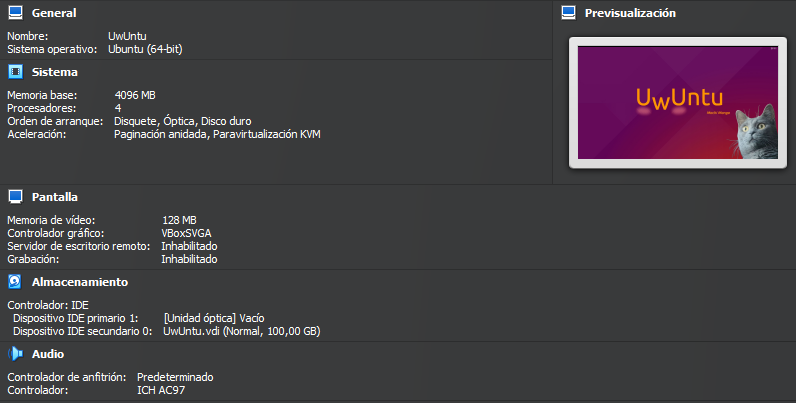 General
Nombre: UwUntu
Sistema operativo: Ubuntu (64-bit)
Sistema
Memoria base: 4096 MB
Procesadores: 4
Orden de arranque: Disquete, Óptica, Disco duro
Aceleración: Paginación anidada, Paravirtualización KVM
Previsualización
UwUntu
Pantalla
Memoria de vídeo: 128 MB
Controlador gráfico: VBoxSVGA
Servidor de escritorio remoto: Inhabilitado
Grabación: Inhabilitado
Almacenamiento
Controlador: IDE
Dispositivo IDE primario 1: [Unidad óptica] Vacío
Dispositivo IDE secundario 0: UwUntu.vdi (Normal, 100,00 GB)
Audio
Controlador de anfitrión: Predeterminado
Controlador: ICH AC97